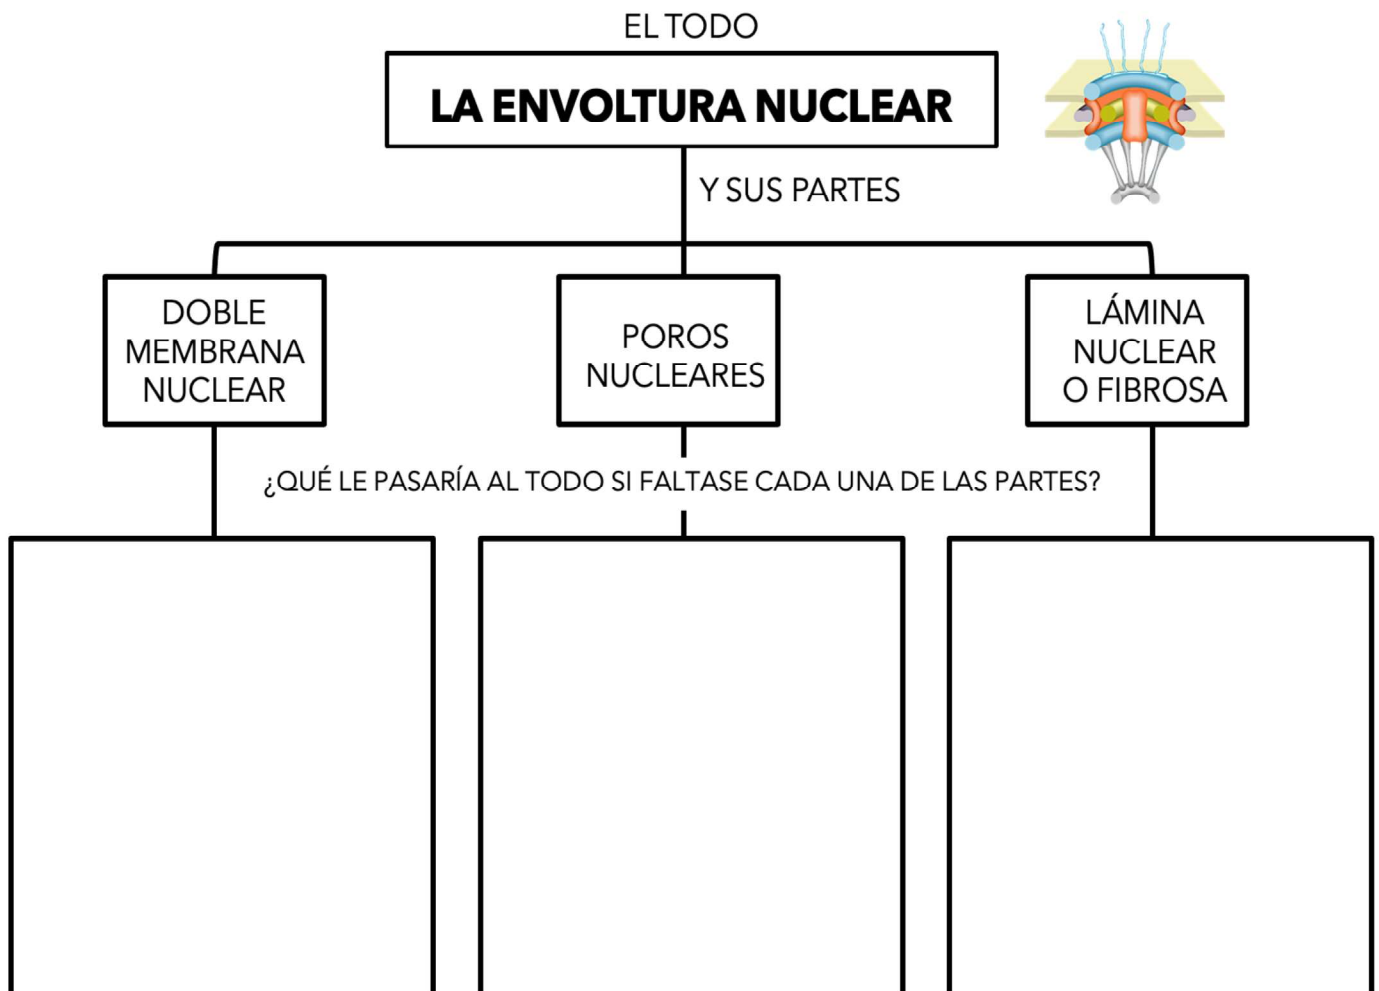 EL TODO
LA ENVOLTURA NUCLEAR
Y SUS PARTES
DOBLE
MEMBRANA
NUCLEAR
POROS
NUCLEARES
LÁMINA
NUCLEAR
O FIBROSA
¿QUÉ LE PASARÍA AL TODO SI FALTASE CADA UNA DE LAS PARTES?